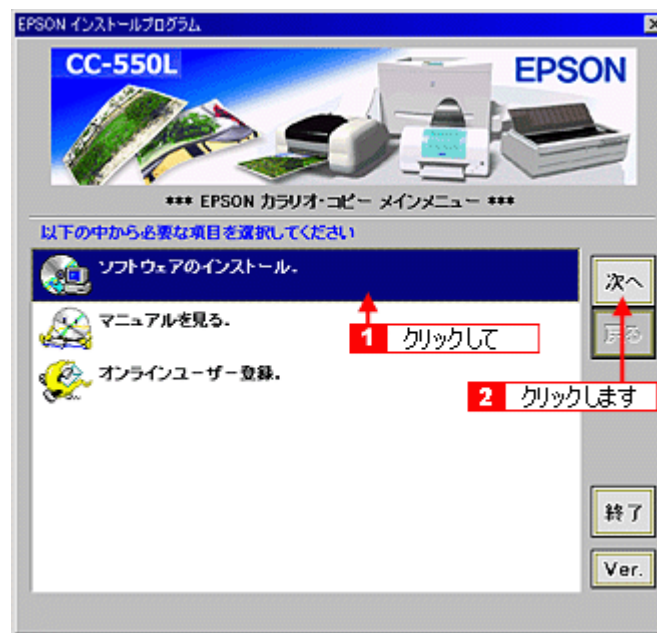 EPSON インストールプログラム
CC-550L
EPSON
*** EPSON カラリオ・コピー メインメニュー ***
以下の中から必要な項目を選択してください
ソフトウェアのインストール.
マニュアルを見る.
オンラインユーザー登録.
次へ
戻る
1 クリックして
2 クリックします
終了
Ver.